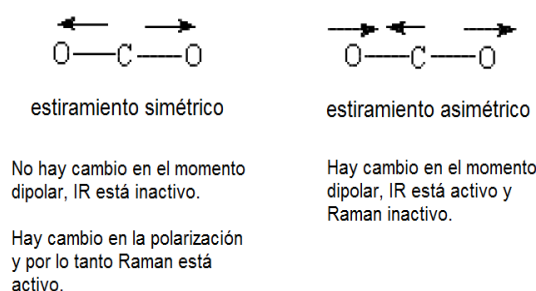 O—C—O
O—C—O
estiramiento simétrico
estiramiento asimétrico
No hay cambio en el momento
dipolar, IR está inactivo.
Hay cambio en la polarización
y por lo tanto Raman está
activo.
Hay cambio en el momento
dipolar, IR está activo y
Raman inactivo.